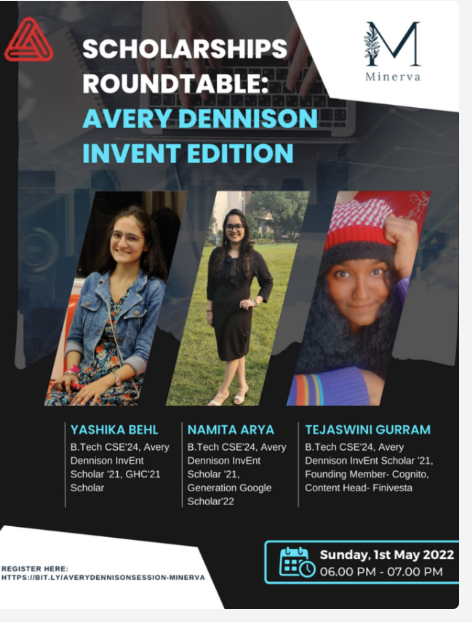 SCHOLARSHIPS
ROUNDTABLE:
AVERY DENNISON
INVENT EDITION
M
Minerva
YASHIKA BEHL
B.Tech CSE'24, Avery
Dennison InvEnt
Scholar '21, GHC'21
Scholar
NAMITA ARYA
B.Tech CSE'24, Avery
Dennison InvEnt
Scholar '21,
Generation Google
Scholar'22
TEJASWINI GURRAM
B.Tech CSE'24, Avery
Dennison InvEnt Scholar '21,
Founding Member- Cognito,
Content Head- Finivesta
REGISTER HERE:
HTTPS://BIT.LY/AVERYDENNISONSESSION-MINERVA
Sunday, 1st May 2022
06.00 PM - 07.00 PM